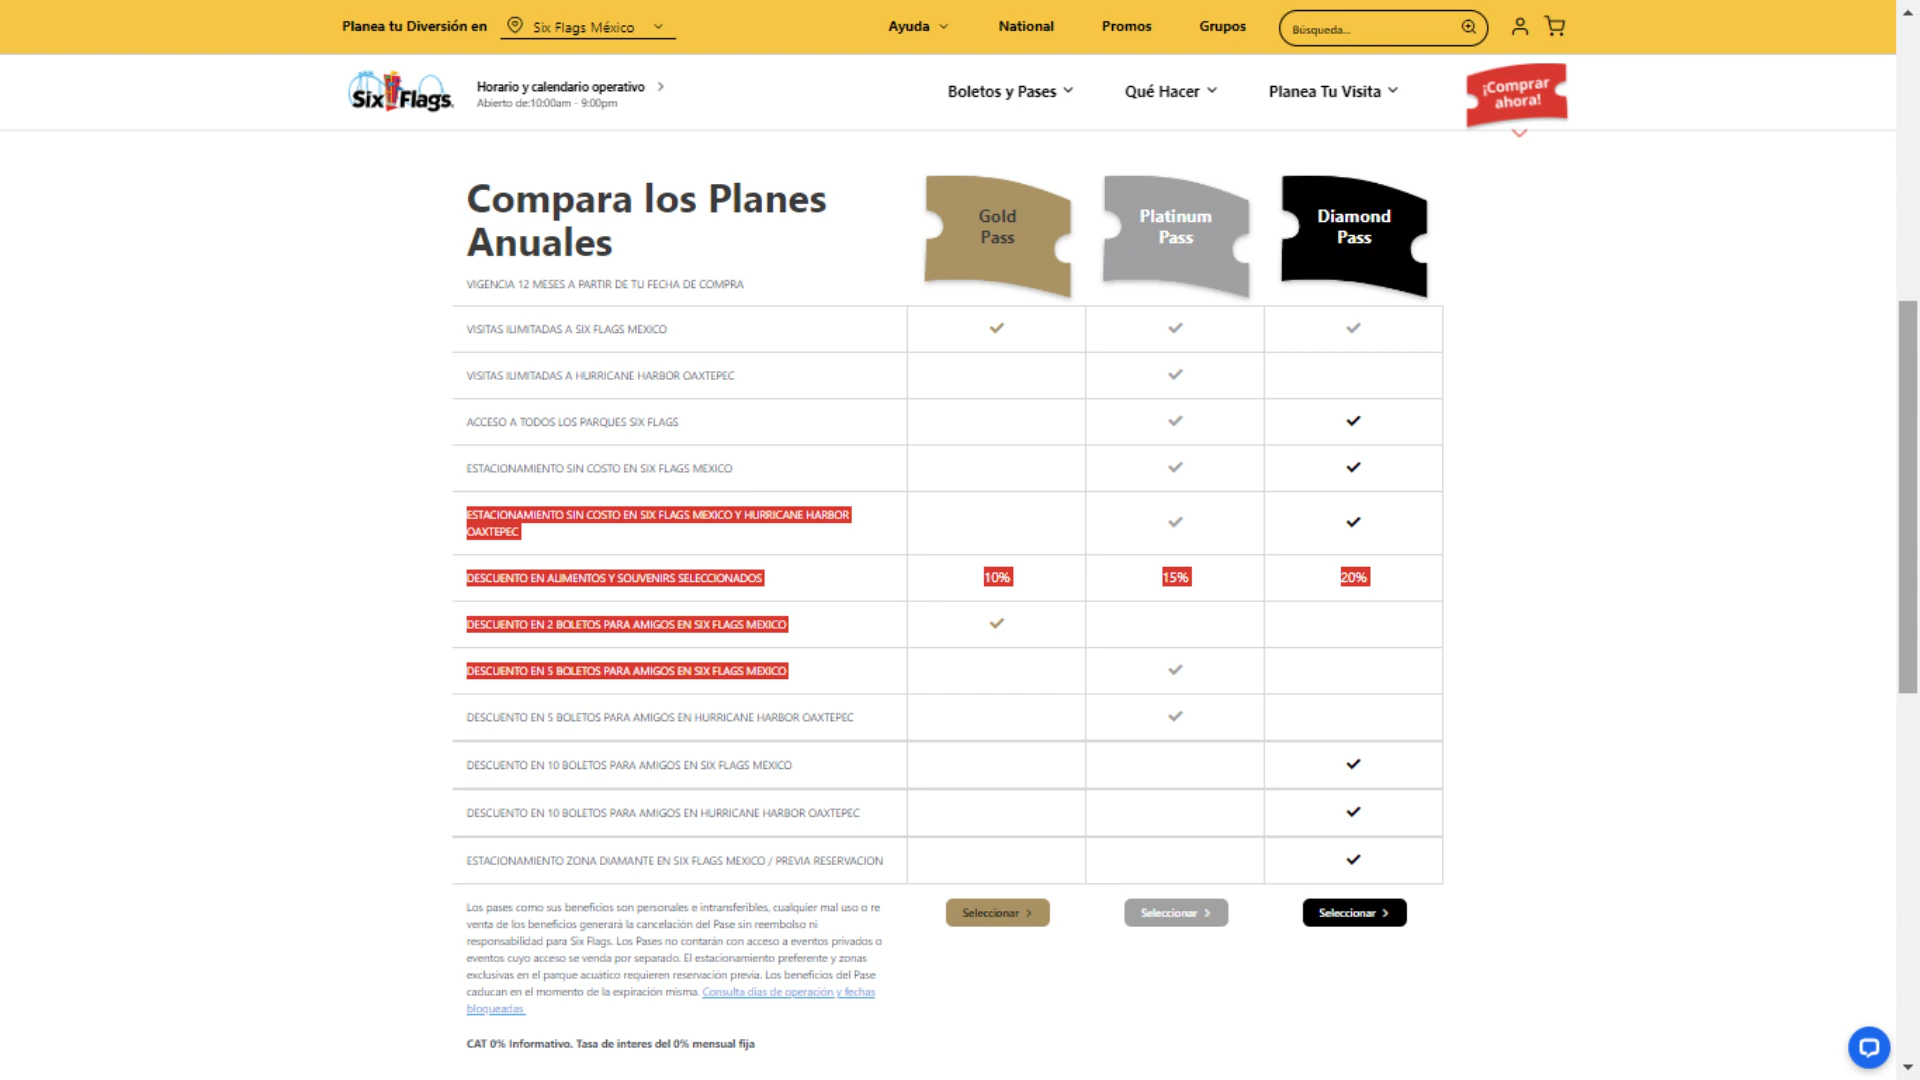 Planea tu Diversión en
Six Flags México
Ayuda
National
Promos
Grupos
Búsqueda...
Six Flags
Horario y calendario operativo
Abierto de:10:00am - 9:00pm
Boletos y Pases
Qué Hacer
Planea Tu Visita
¡Comprar
ahora!
Compara los Planes
Anuales
VIGENCIA 12 MESES A PARTIR DE TU FECHA DE COMPRA
Gold
Pass
Platinum
Pass
Diamond
Pass
VISITAS ILIMITADAS A SIX FLAGS MEXICO
VISITAS ILIMITADAS A HURRICANE HARBOR OAXTEPEC
ACCESO A TODOS LOS PARQUES SIX FLAGS
ESTACIONAMIENTO SIN COSTO EN SIX FLAGS MEXICO
ESTACIONAMIENTO SIN COSTO EN SIX FLAGS MEXICO Y HURRICANE HARBOR
OAXTEPEC
DESCUENTO EN ALIMENTOS Y SOUVENIRS SELECCIONADOS 10% 15% 20%
DESCUENTO EN 2 BOLETOS PARA AMIGOS EN SIX FLAGS MEXICO
DESCUENTO EN 5 BOLETOS PARA AMIGOS EN SIX FLAGS MEXICO
DESCUENTO EN 5 BOLETOS PARA AMIGOS EN HURRICANE HARBOR OAXTEPEC
DESCUENTO EN 10 BOLETOS PARA AMIGOS EN SIX FLAGS MEXICO
DESCUENTO EN 10 BOLETOS PARA AMIGOS EN HURRICANE HARBOR OAXTEPEC
ESTACIONAMIENTO ZONA DIAMANTE EN SIX FLAGS MEXICO / PREVIA RESERVACION
Los pases como sus beneficios son personales e intransferibles, cualquier mal uso o re
venta de los beneficios generará la cancelación del Pase sin reembolso ni
responsabilidad para Six Flags. Los Pases no contarán con acceso a eventos privados o
eventos cuyo acceso se venda por separado. El estacionamiento preferente y zonas
exclusivas en el parque acuático requieren reservación previa. Los beneficios del Pase
caducan en el momento de la expiración misma. Consulta días de operación y fechas
bloqueadas
Seleccionar
Seleccionar
Seleccionar
CAT 0% Informativo. Tasa de interes del 0% mensual fija